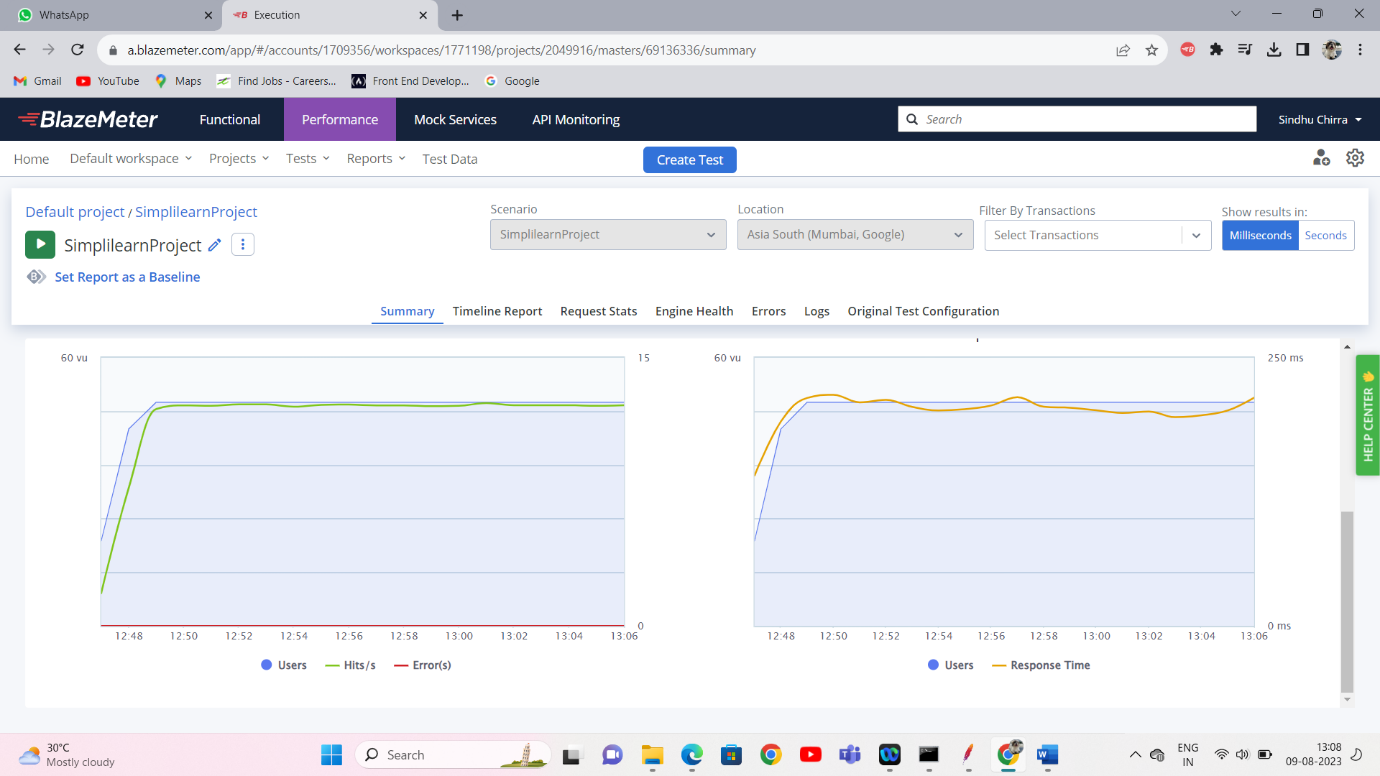 WhatsApp
Execution
a.blazemeter.com/app/#/accounts/1709356/workspaces/1771198/projects/2049916/masters/69136336/summary
Gmail YouTube Maps Find Jobs - Careers... Front End Develop... Google
BlazeMeter Functional Performance Mock Services API Monitoring Search Sindhu Chirra
Home Default workspace Projects Tests Reports Test Data Create Test
Default project / SimplilearnProject
SimplilearnProject
Set Report as a Baseline
Scenario
SimplilearnProject
Location
Asia South (Mumbai, Google)
Filter By Transactions
Select Transactions
Show results in:
Milliseconds Seconds
Summary Timeline Report Request Stats Engine Health Errors Logs Original Test Configuration
60 vu 15
0
12:48 12:50 12:52 12:54 12:56 12:58 13:00 13:02 13:04 13:06
Users Hits/s Error(s)
60 vu 250 ms
0 ms
12:48 12:50 12:52 12:54 12:56 12:58 13:00 13:02 13:04 13:06
Users Response Time
HELP CENTER
30°C
Mostly cloudy
Search
ENG
IN
13:08
09-08-2023